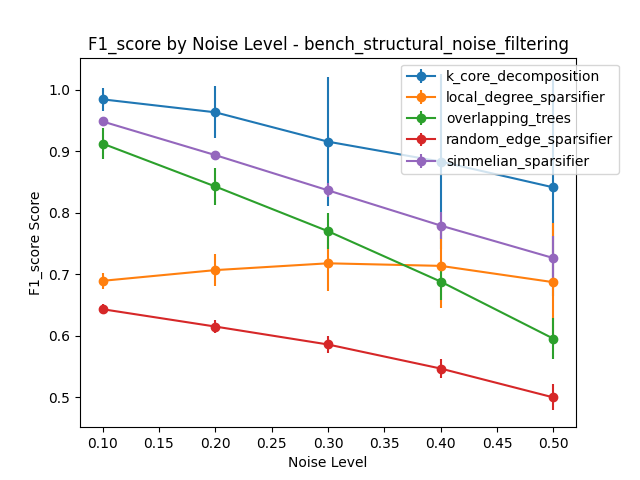 F1_score by Noise Level - bench_structural_noise_filtering
k_core_decomposition
local_degree_sparsifier
overlapping_trees
random_edge_sparsifier
simmelian_sparsifier
F1_score Score
1.0
0.9
0.8
0.7
0.6
0.5
0.10
0.15
0.20
0.25
0.30
0.35
0.40
0.45
0.50
Noise Level